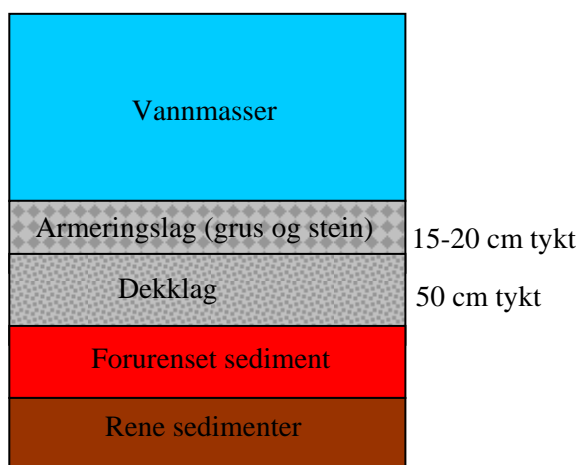 Vannmasser
Armeringslag (grus og stein)
15-20 cm tykt
Dekklag
50 cm tykt
Forurenset sediment
Rene sedimenter